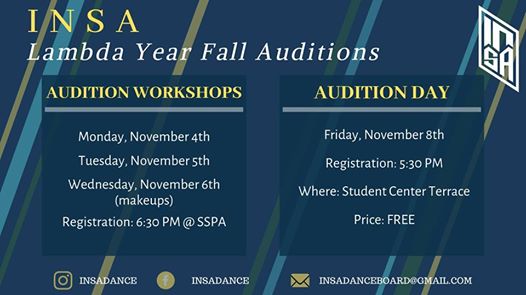 INSA
Lambda Year Fall Auditions
INSA
AUDITION WORKSHOPS
Monday, November 4th
Tuesday, November 5th
Wednesday, November 6th
(makeups)
Registration: 6:30 PM @ SSPA
AUDITION DAY
Friday, November 8th
Registration: 5:30 PM
Where: Student Center Terrace
Price: FREE
INSADANCE
INSADANCE
INSADANCEBOARD@GMAIL.COM